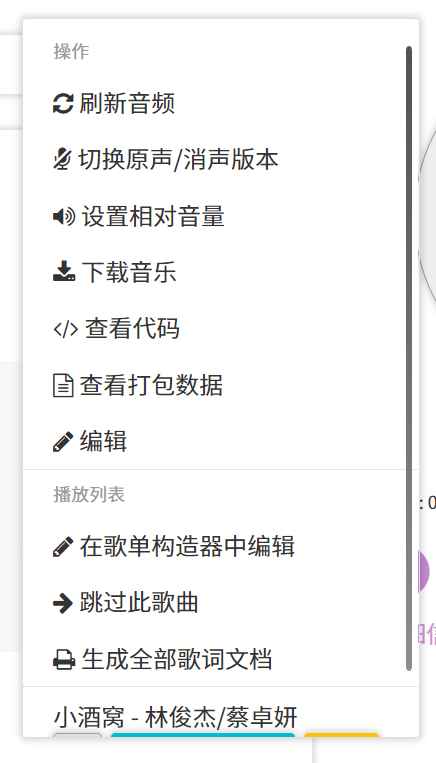 操作
刷新音频
切换原声/消声版本
设置相对音量
下载音乐
</> 查看代码
查看打包数据
编辑
播放列表
: 0
在歌单构造器中编辑
跳过此歌曲
生成全部歌词文档
小酒窝 - 林俊杰/蔡卓妍